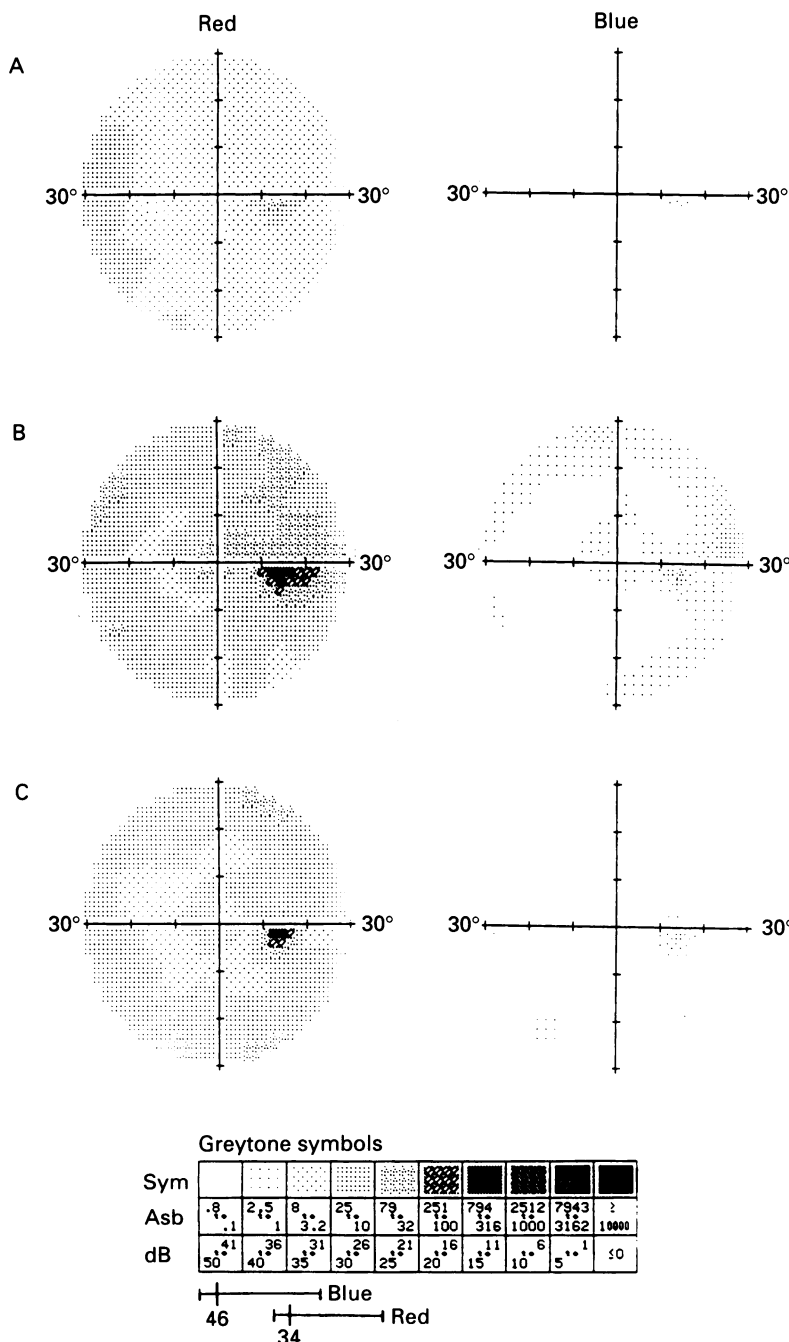 Red Blue
A
30° 30° 30° 30°
B
30° 30° 30° 30°
C
30° 30° 30° 30°
Greytone symbols
Sym
Asb .8 .1 2.5 1 8 3.2 25 10 79 32 251 100 794 316 2512 1000 7943 3162 ≥ 10000
dB 41 50 36 40 31 35 26 30 21 25 16 20 11 15 6 10 1 5 ≤0
Blue
46
Red
34